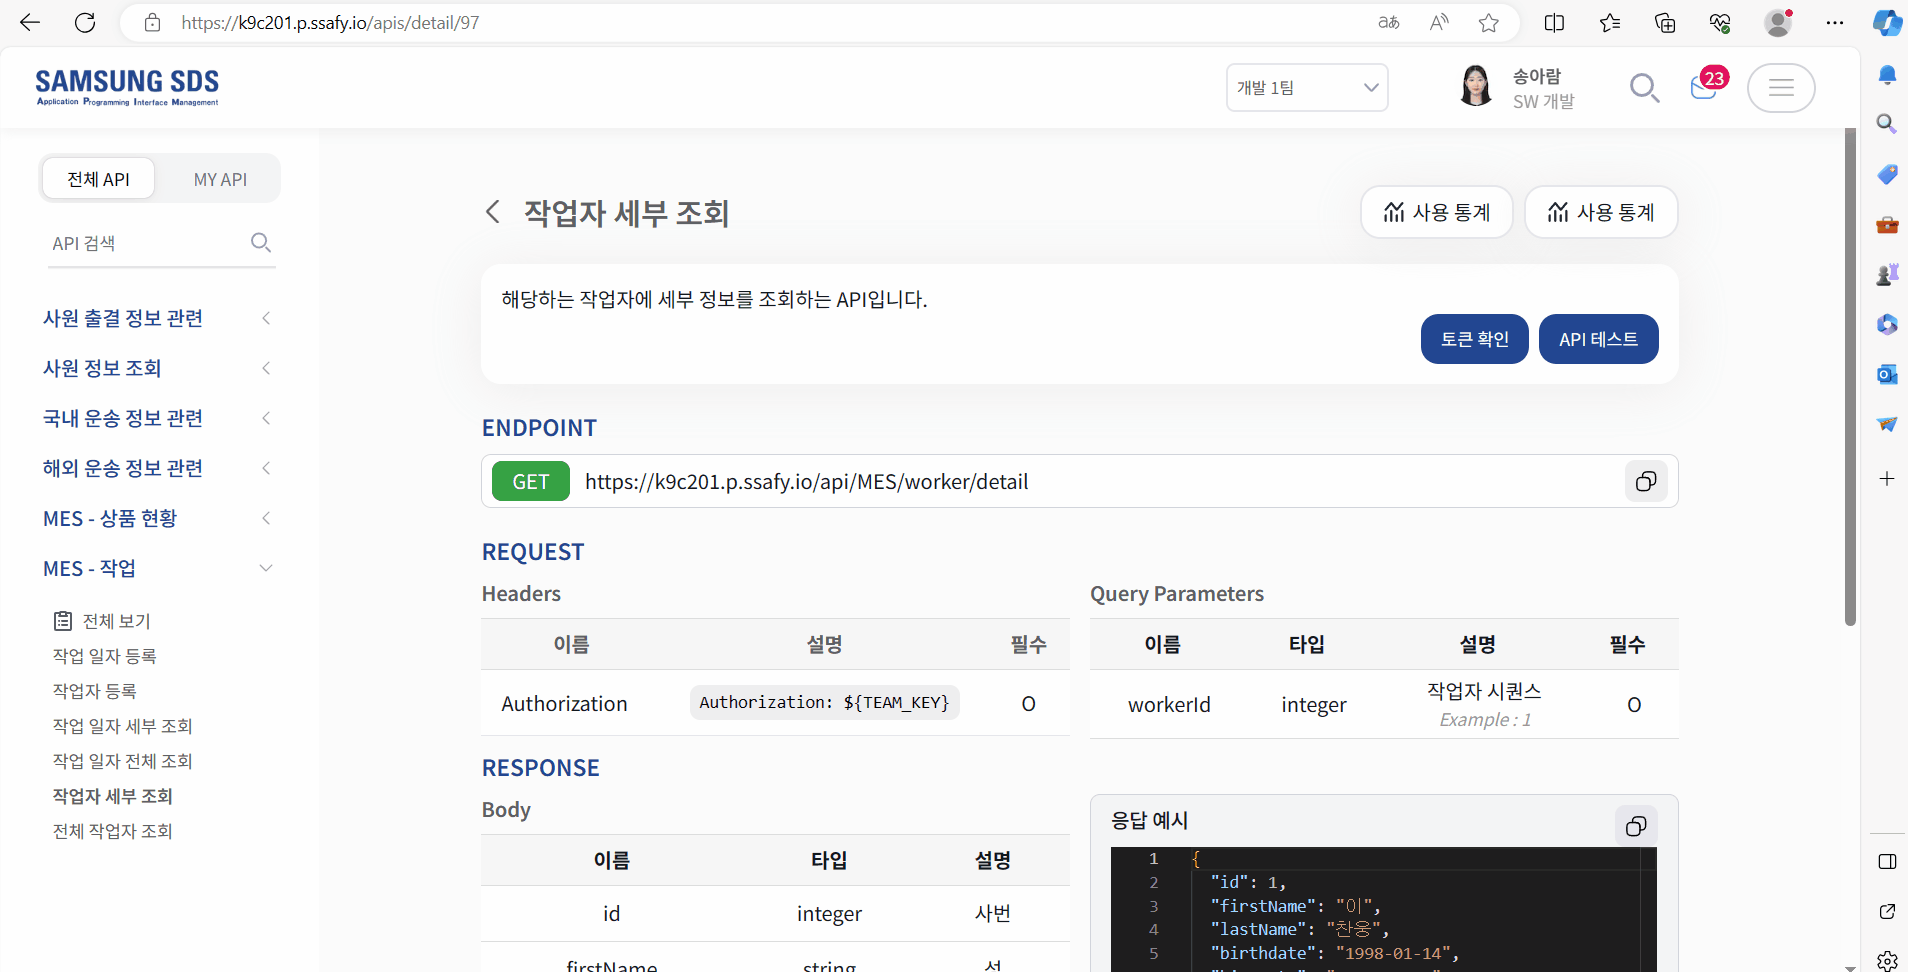 https://k9c201.p.ssafy.io/apis/detail/97
SAMSUNG SDS
Application Programming Interface Management
개발 1팀
송아람
SW 개발
23
전체 API
MY API
API 검색
사원 출결 정보 관련
사원 정보 조회
국내 운송 정보 관련
해외 운송 정보 관련
MES - 상품 현황
MES - 작업
전체 보기
작업 일자 등록
작업자 등록
작업 일자 세부 조회
작업 일자 전체 조회
작업자 세부 조회
전체 작업자 조회
작업자 세부 조회
사용 통계
사용 통계
해당하는 작업자에 세부 정보를 조회하는 API입니다.
토큰 확인
API 테스트
ENDPOINT
GET https://k9c201.p.ssafy.io/api/MES/worker/detail
REQUEST
Headers
이름 설명 필수
Authorization Authorization: ${TEAM_KEY} O
Query Parameters
이름 타입 설명 필수
workerId integer 작업자 시퀀스 O
Example : 1
RESPONSE
Body
이름 타입 설명
id integer 사번
firstName string 성
응답 예시
1 {
2 "id": 1,
3 "firstName": "이",
4 "lastName": "찬웅",
5 "birthdate": "1998-01-14",